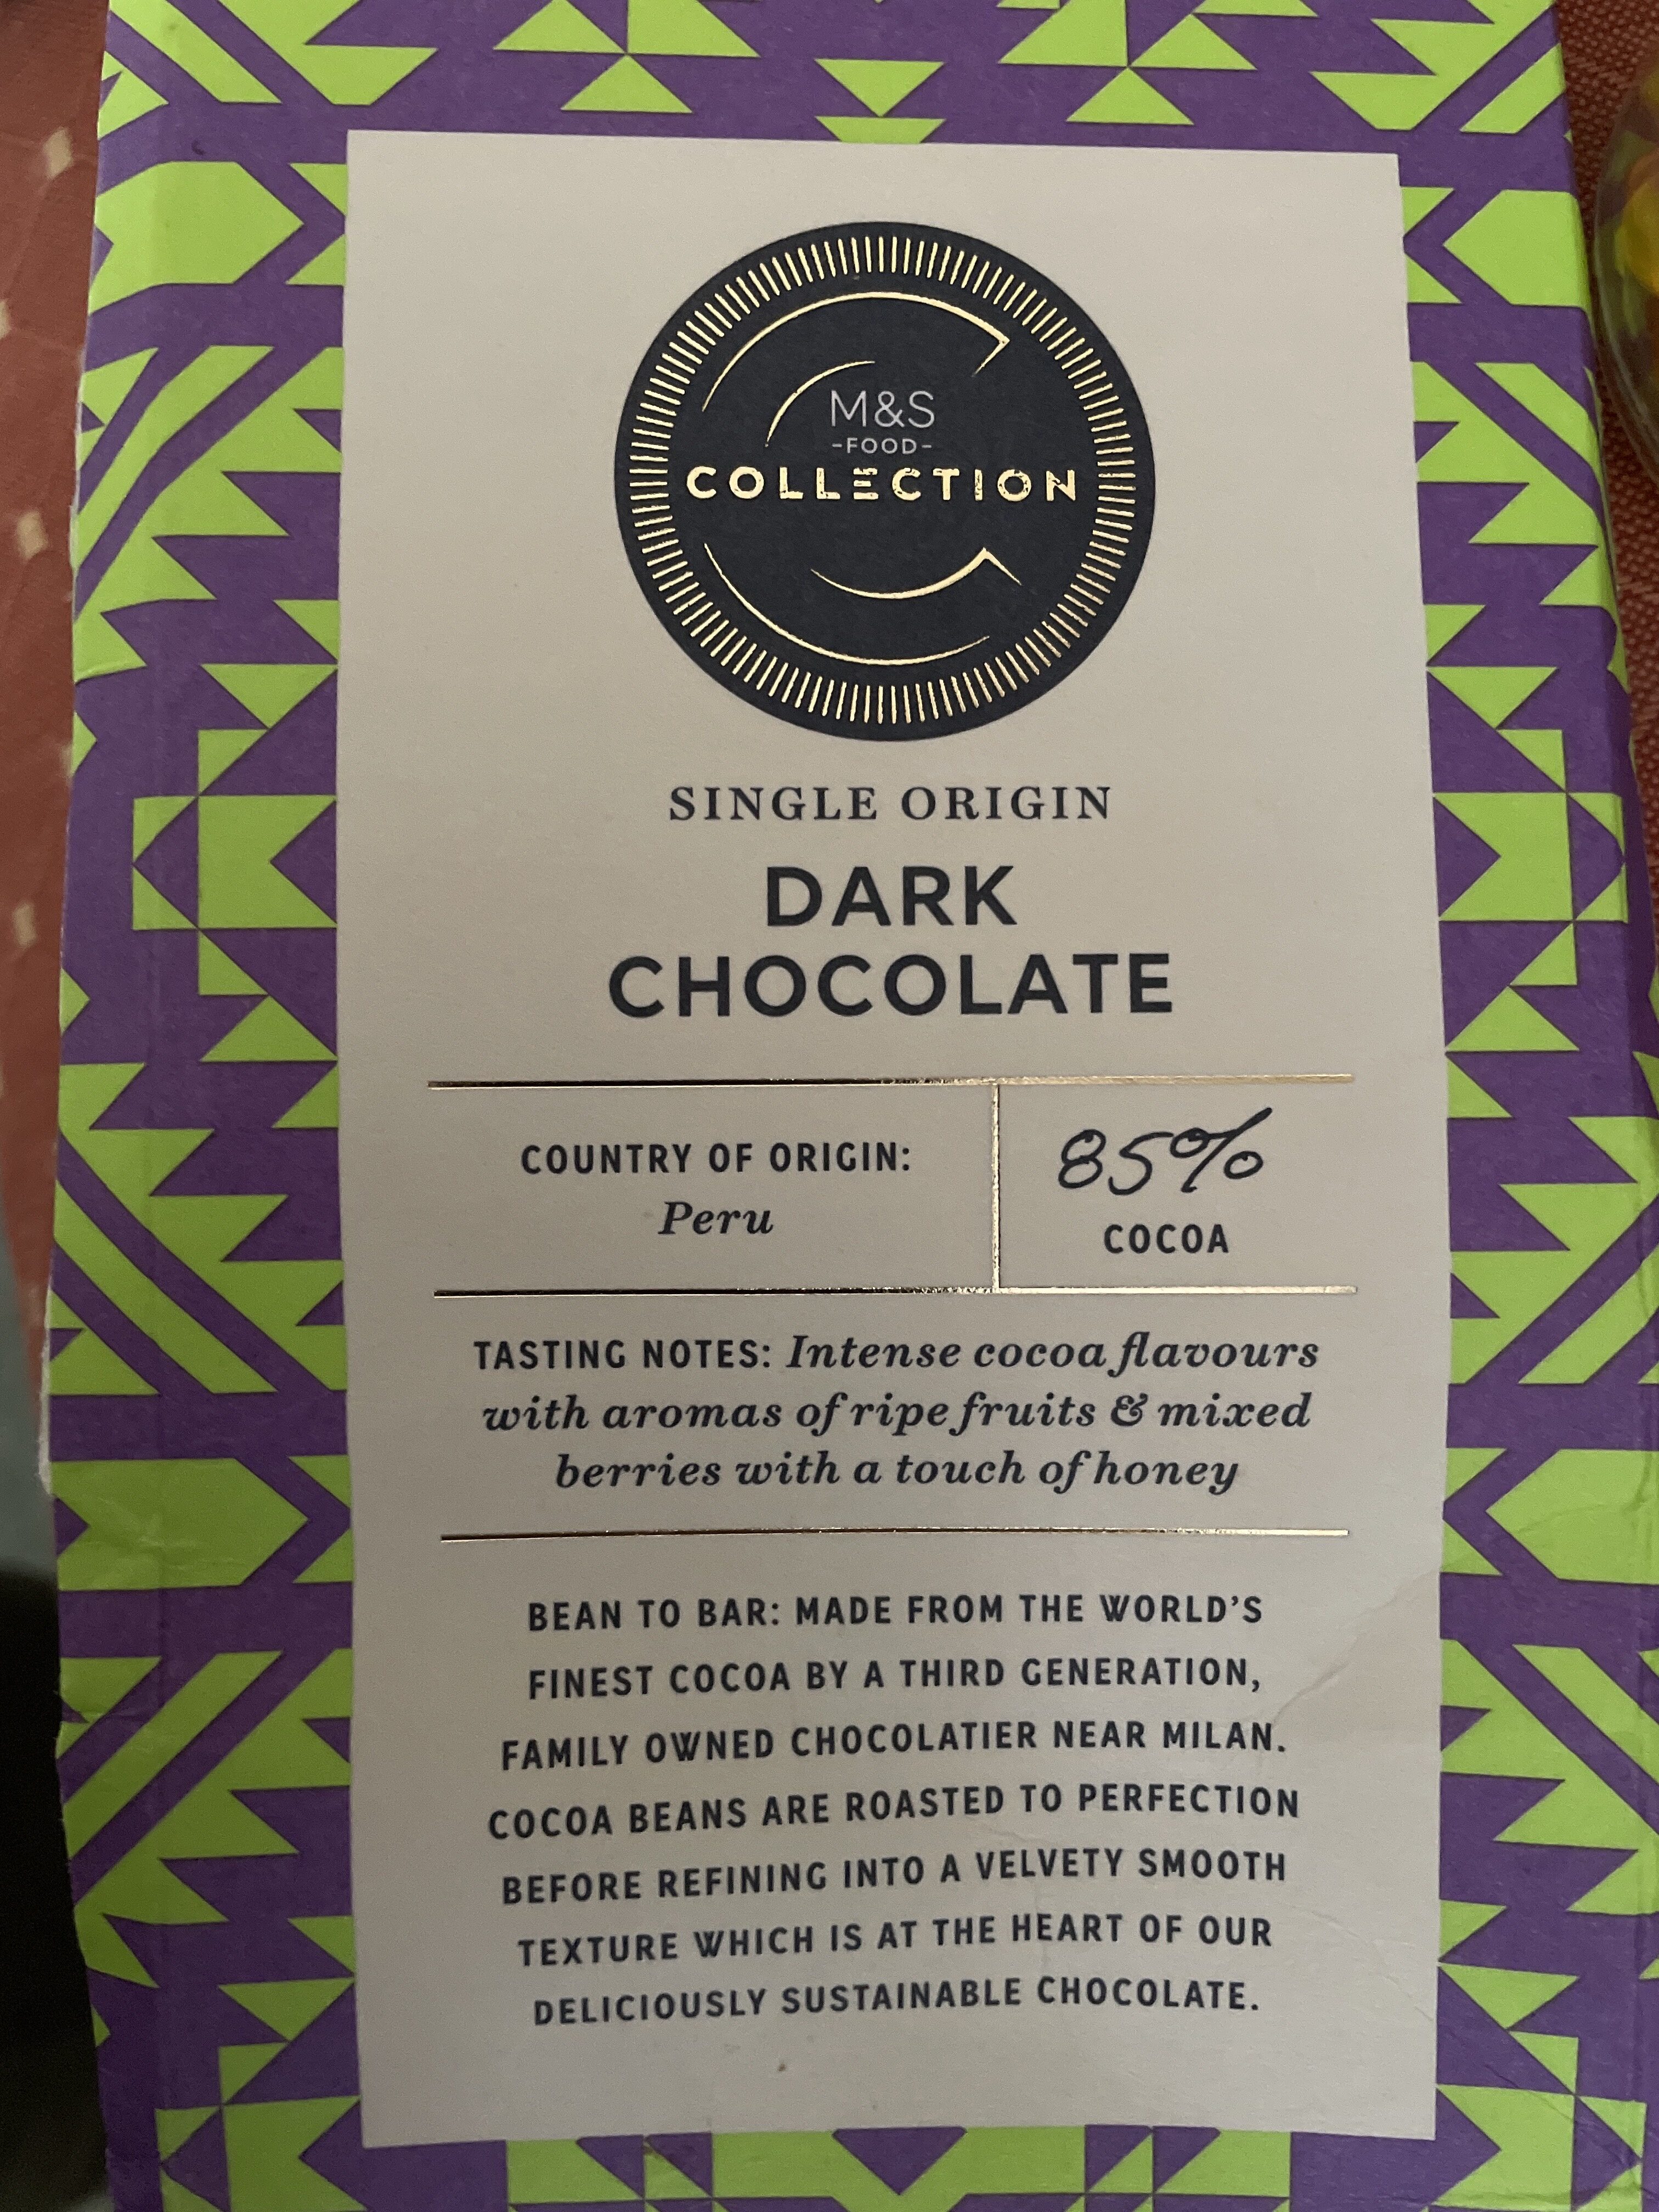 M&S
-FOOD-
COLLECTION
SINGLE ORIGIN
DARK
CHOCOLATE
COUNTRY OF ORIGIN:
Peru
85%
COCOA
TASTING NOTES: Intense cocoa flavours
with aromas of ripe fruits & mixed
berries with a touch of honey
BEAN TO BAR: MADE FROM THE WORLD'S
FINEST COCOA BY A THIRD GENERATION,
FAMILY OWNED CHOCOLATIER NEAR MILAN.
COCOA BEANS ARE ROASTED TO PERFECTION
BEFORE REFINING INTO A VELVETY SMOOTH
TEXTURE WHICH IS AT THE HEART OF OUR
DELICIOUSLY SUSTAINABLE CHOCOLATE.